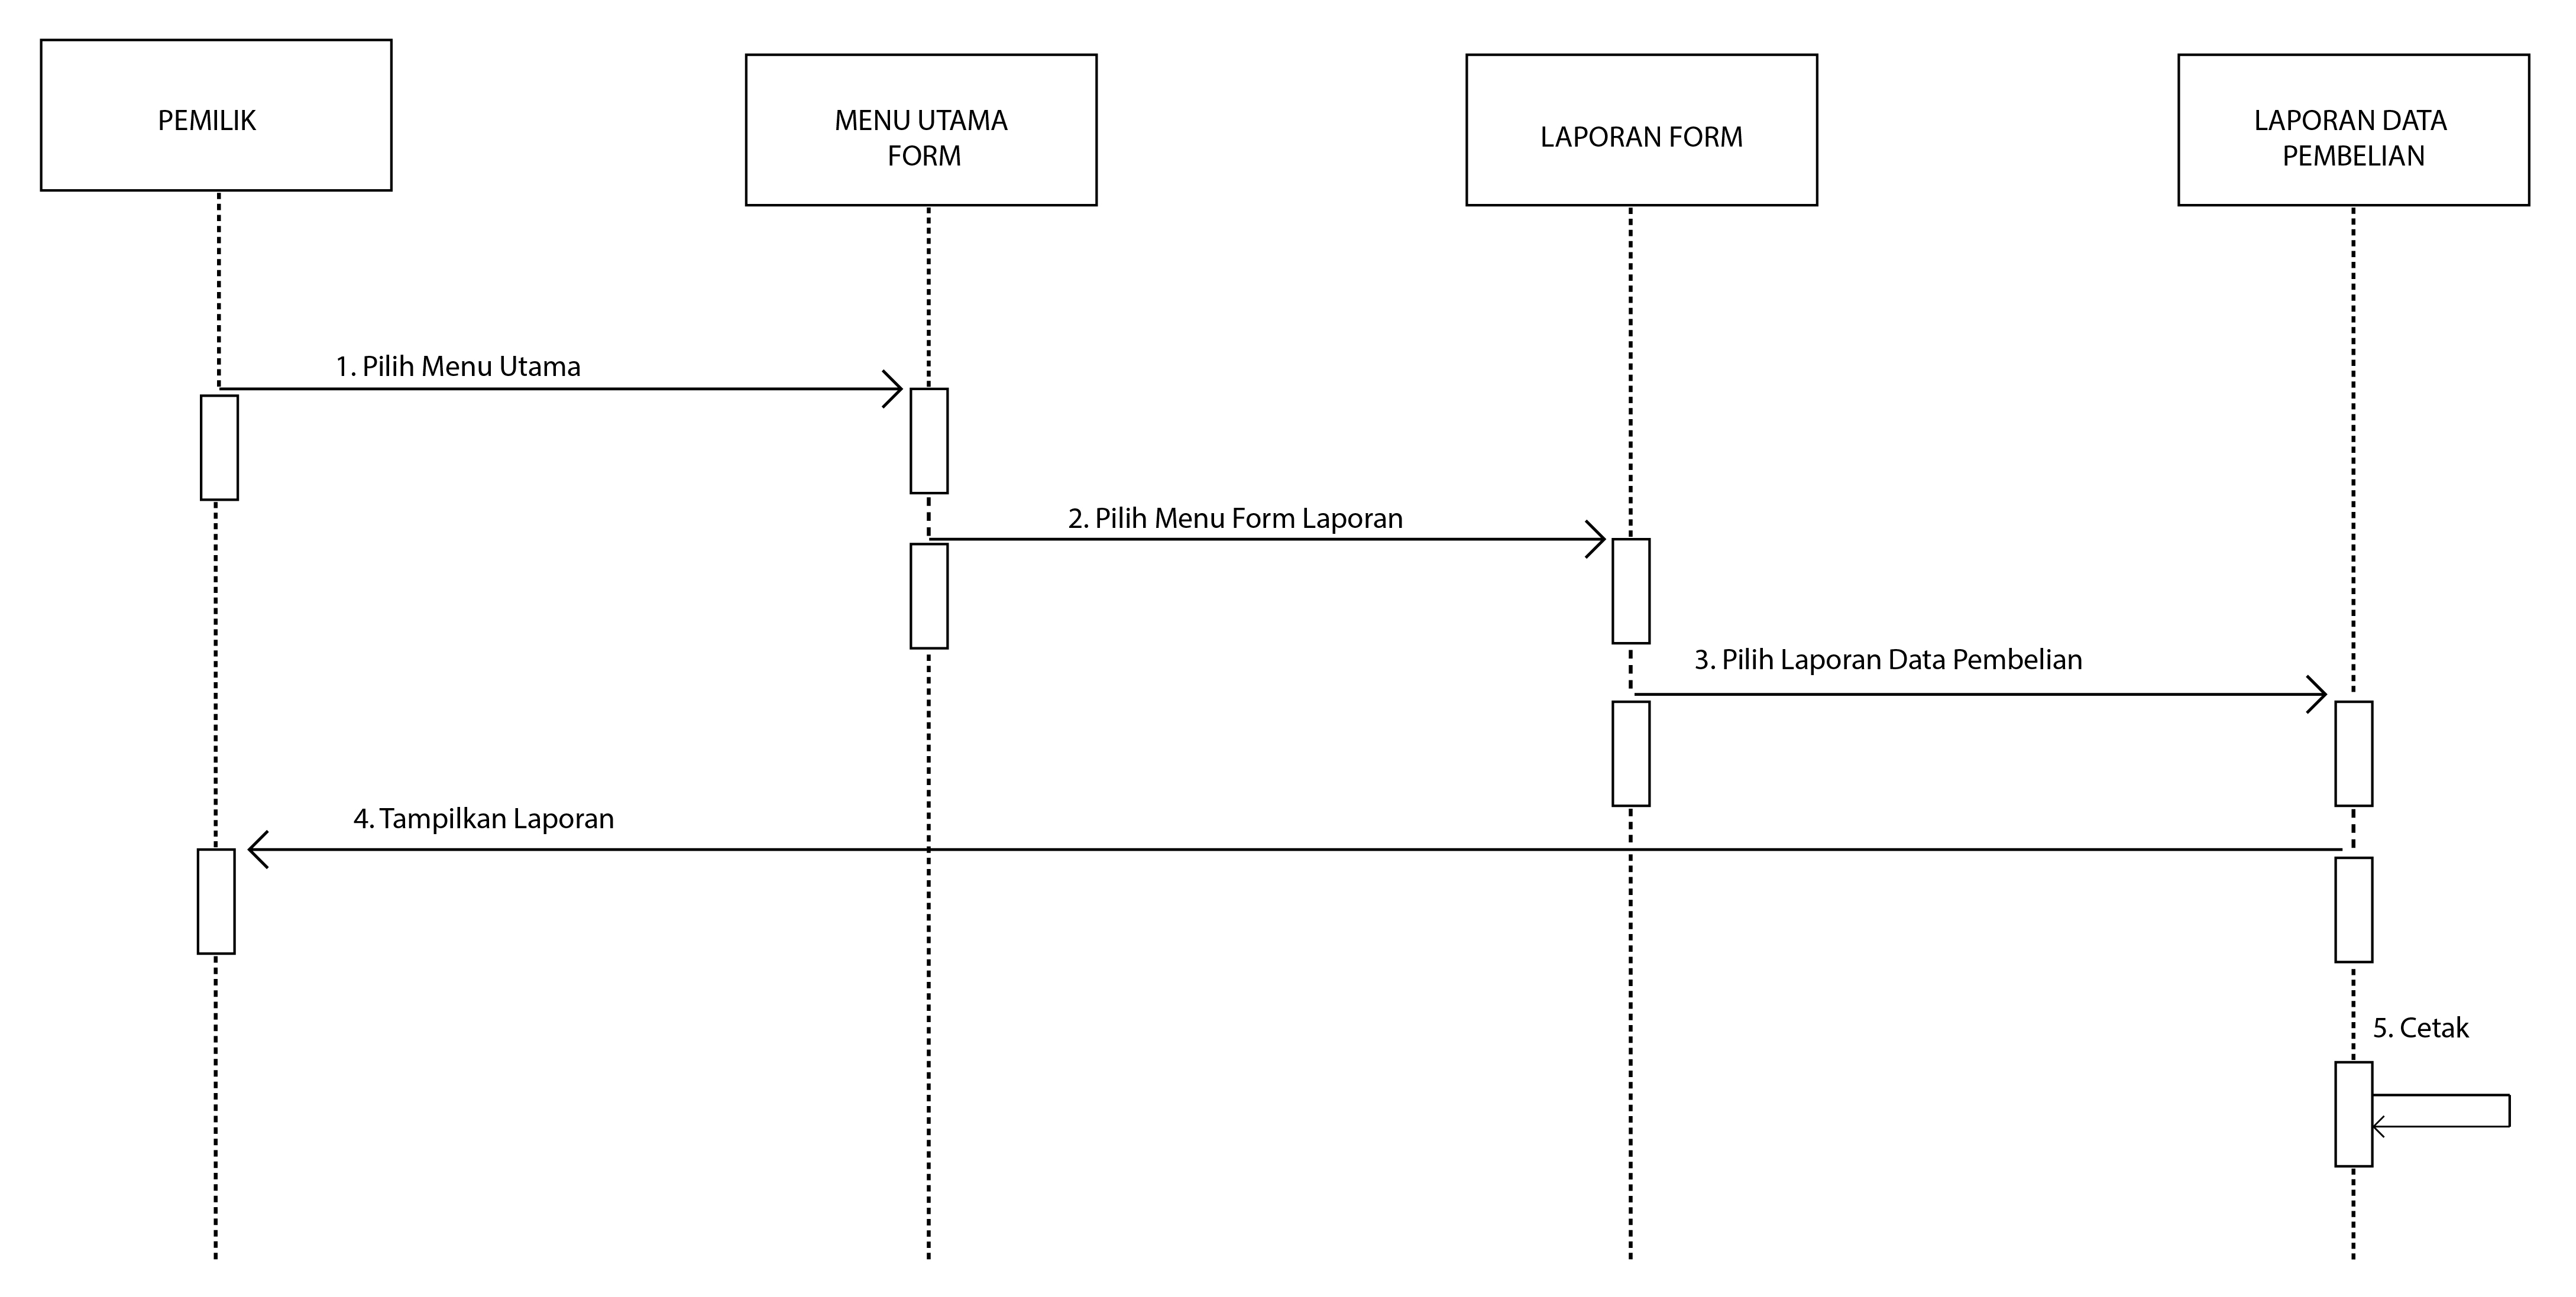 PEMILIK
MENU UTAMA
FORM
LAPORAN FORM
LAPORAN DATA
PEMBELIAN
1. Pilih Menu Utama
2. Pilih Menu Form Laporan
3. Pilih Laporan Data Pembelian
4. Tampilkan Laporan
5. Cetak